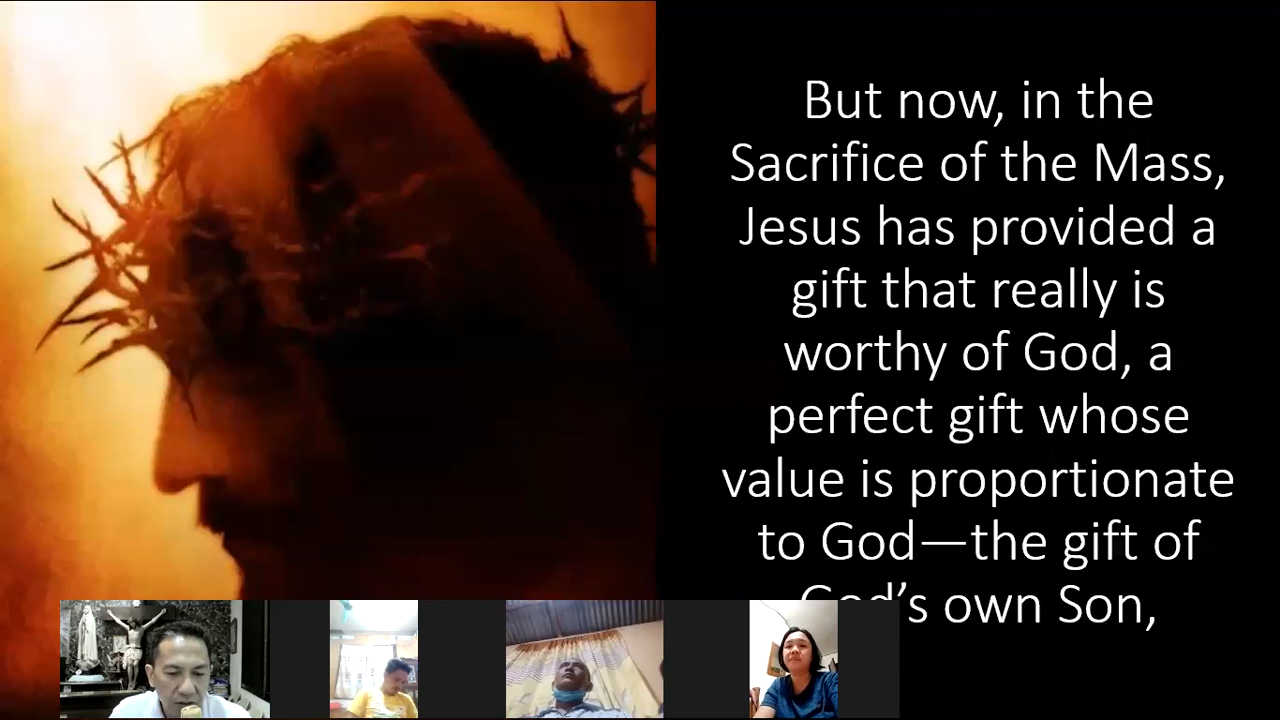 But now, in the
Sacrifice of the Mass,
Jesus has provided a
gift that really is
worthy of God, a
perfect gift whose
value is proportionate
to God—the gift of
God's own Son,